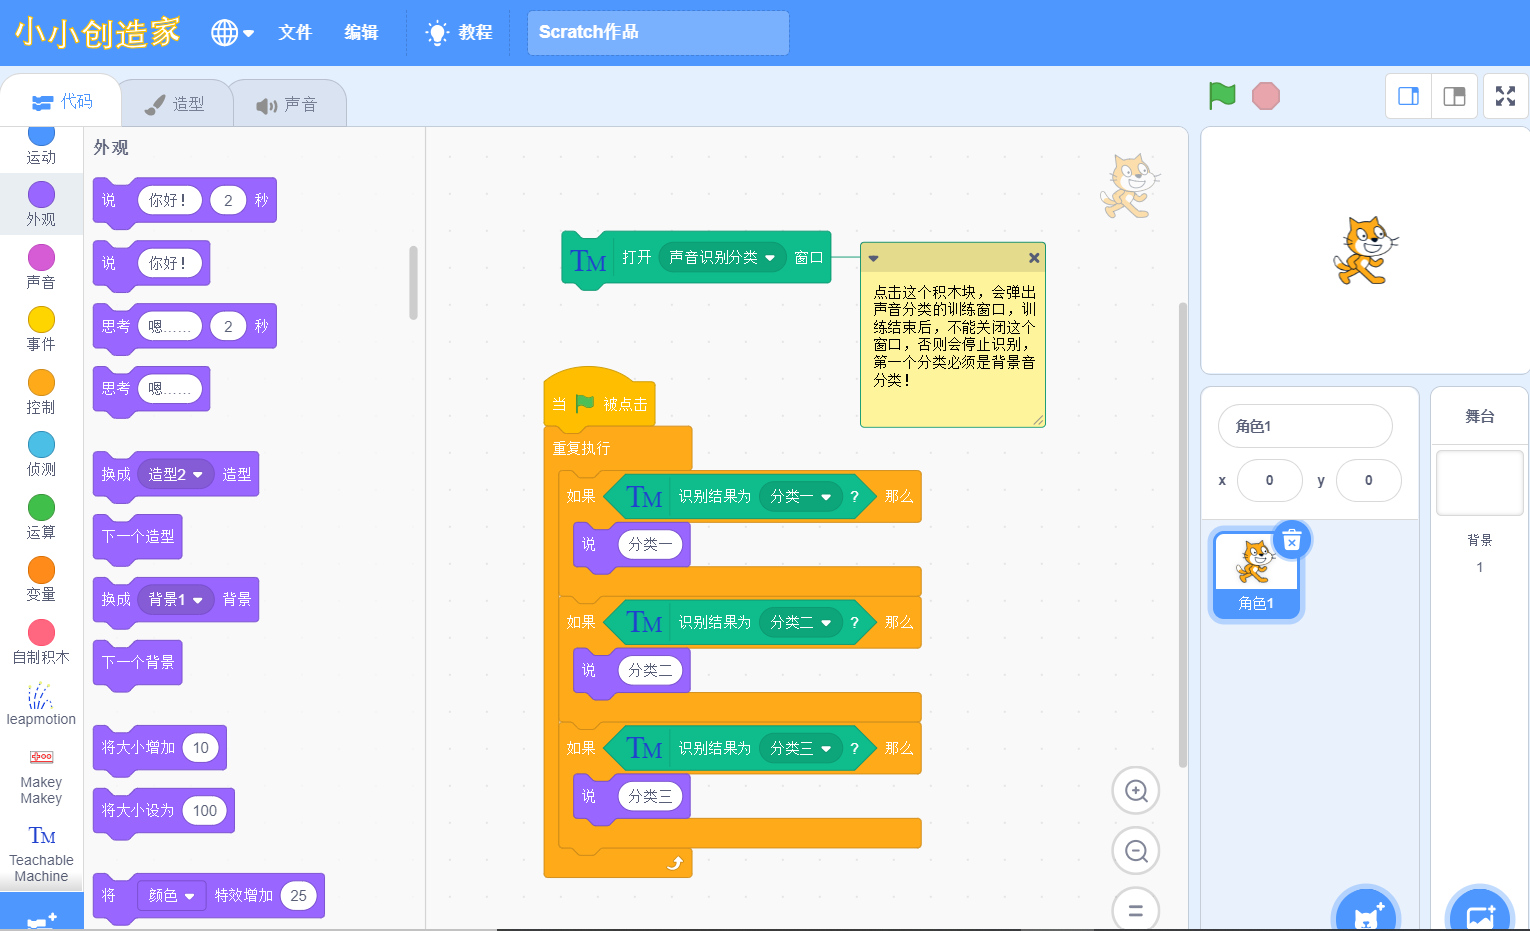 小小创造家
文件
编辑
教程
Scratch作品
代码
造型
声音
运动
外观
声音
事件
控制
侦测
运算
变量
自制积木
leapmotion
Makey
Makey
TM
Teachable
Machine
外观
说 你好！ 2 秒
说 你好！
思考 嗯…… 2 秒
思考 嗯……
换成 造型2 造型
下一个造型
换成 背景1 背景
下一个背景
将大小增加 10
将大小设为 100
将 颜色 特效增加 25
TM 打开 声音识别分类 窗口
点击这个积木块，会弹出
声音分类的训练窗口，训
练结束后，不能关闭这个
窗口，否则会停止识别，
第一个分类必须是背景音
分类！
当 被点击
重复执行
如果 TM 识别结果为 分类一 ? 那么
说 分类一
如果 TM 识别结果为 分类二 ? 那么
说 分类二
如果 TM 识别结果为 分类三 ? 那么
说 分类三
角色1
x 0 y 0
角色1
舞台
背景
1